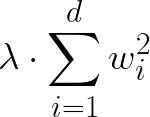 λ · ∑_{i=1}^{d} w_i^2